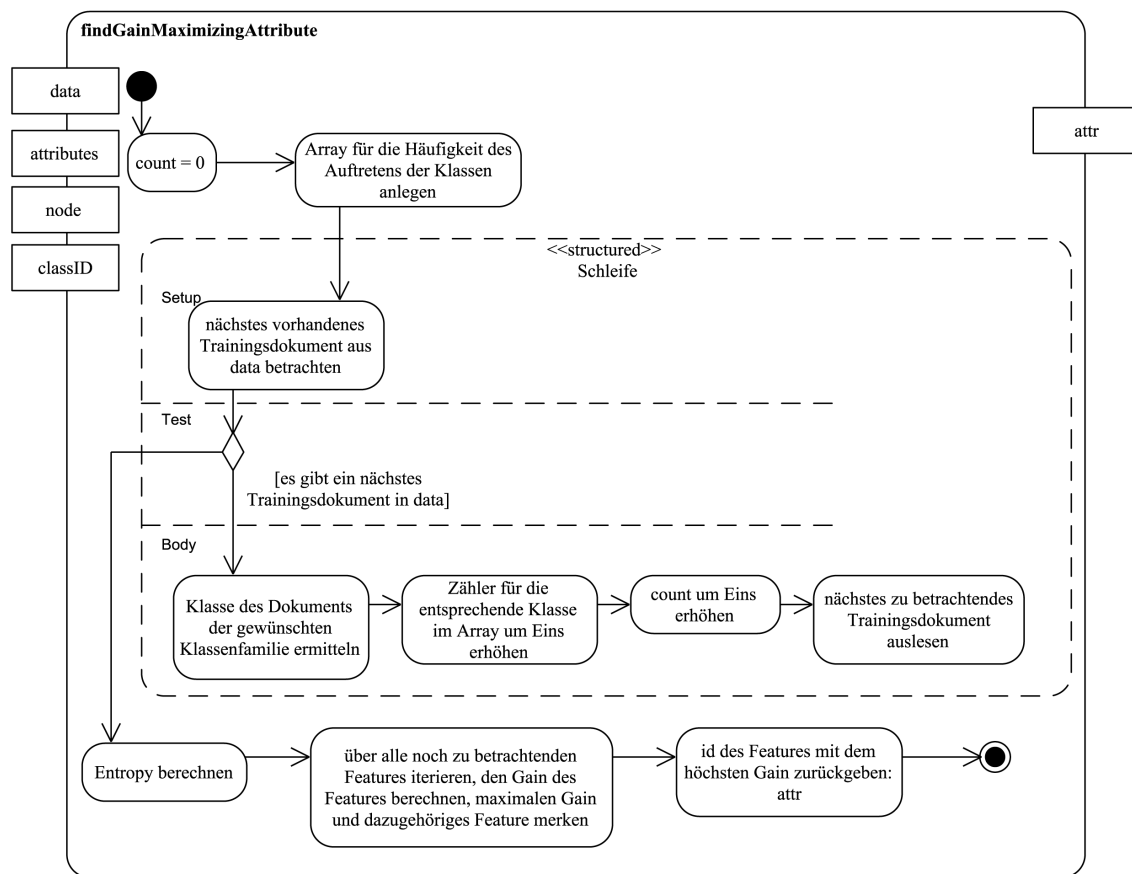 findGainMaximizingAttribute
data
attributes
node
classID
attr
count = 0
Array für die Häufigkeit des
Auftretens der Klassen
anlegen
<<structured>>
Schleife
Setup
nächstes vorhandenes
Trainingsdokument aus
data betrachten
Test
[es gibt ein nächstes
Trainingsdokument in data]
Body
Klasse des Dokuments
der gewünschten
Klassenfamilie ermitteln
Zähler für die
entsprechende Klasse
im Array um Eins
erhöhen
count um Eins
erhöhen
nächstes zu betrachtendes
Trainingsdokument
auslesen
Entropy berechnen
über alle noch zu betrachtenden
Features iterieren, den Gain des
Features berechnen, maximalen Gain
und dazugehöriges Feature merken
id des Features mit dem
höchsten Gain zurückgeben:
attr